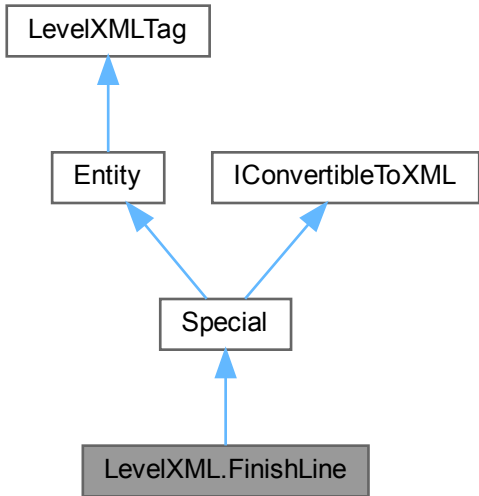 LevelXMLTag
Entity
IConvertibleToXML
Special
LevelXML.FinishLine